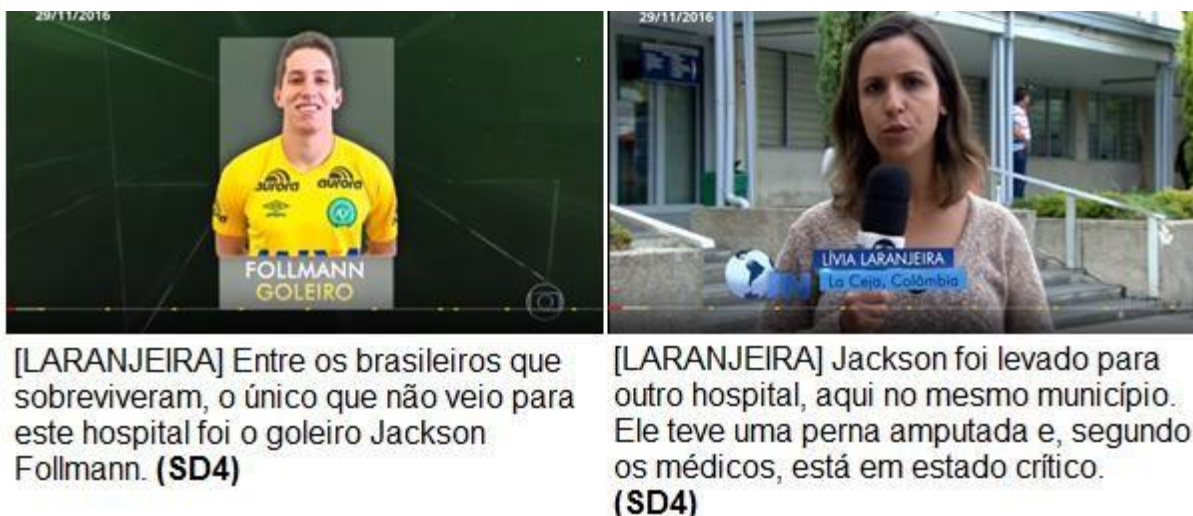 29/11/2016
aurora aurora
FOLLMANN
GOLEIRO
[LARANJEIRA] Entre os brasileiros que
sobreviveram, o único que não veio para
este hospital foi o goleiro Jackson
Follmann. (SD4)
29/11/2016
LÍVIA LARANJEIRA
La Ceja, Colômbia
[LARANJEIRA] Jackson foi levado para
outro hospital, aqui no mesmo município.
Ele teve uma perna amputada e, segundo
os médicos, está em estado crítico.
(SD4)